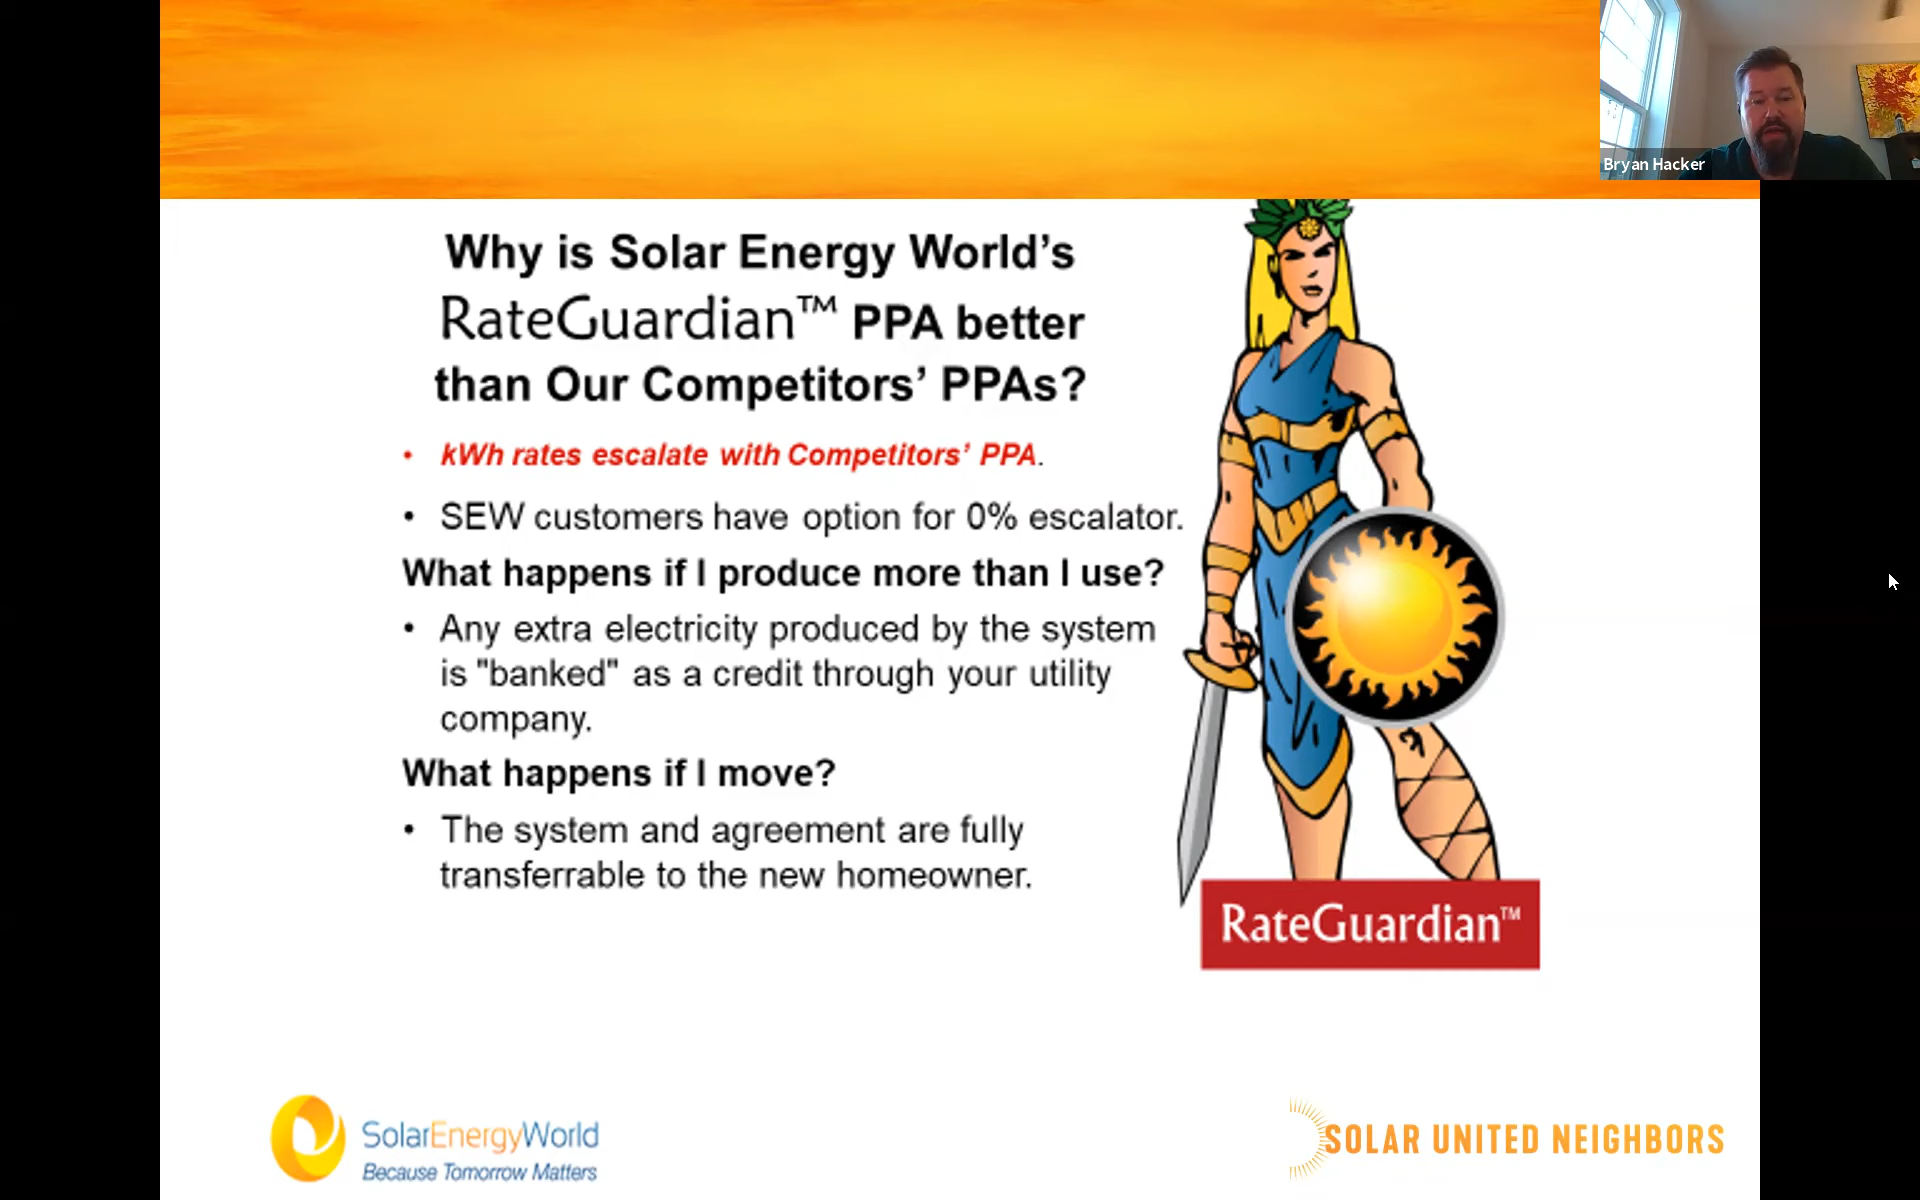 Bryan Hacker
Why is Solar Energy World’s
RateGuardian™ PPA better
than Our Competitors’ PPAs?
• kWh rates escalate with Competitors’ PPA.
• SEW customers have option for 0% escalator.
What happens if I produce more than I use?
• Any extra electricity produced by the system
is "banked" as a credit through your utility
company.
What happens if I move?
• The system and agreement are fully
transferrable to the new homeowner.
RateGuardian™
SolarEnergyWorld
Because Tomorrow Matters
SOLAR UNITED NEIGHBORS